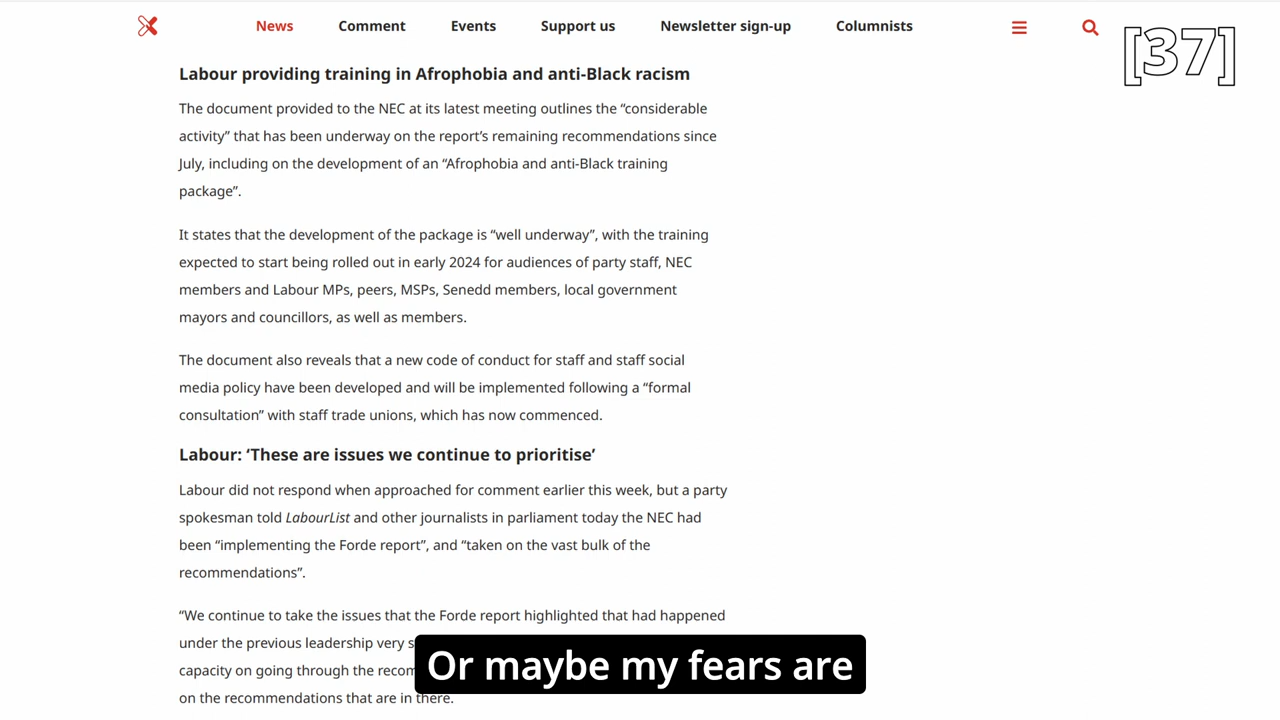 News Comment Events Support us Newsletter sign-up Columnists
[37]
Labour providing training in Afrophobia and anti-Black racism
The document provided to the NEC at its latest meeting outlines the “considerable
activity” that has been underway on the report’s remaining recommendations since
July, including on the development of an “Afrophobia and anti-Black training
package”.
It states that the development of the package is “well underway”, with the training
expected to start being rolled out in early 2024 for audiences of party staff, NEC
members and Labour MPs, peers, MSPs, Senedd members, local government
mayors and councillors, as well as members.
The document also reveals that a new code of conduct for staff and staff social
media policy have been developed and will be implemented following a “formal
consultation” with staff trade unions, which has now commenced.
Labour: ‘These are issues we continue to prioritise’
Labour did not respond when approached for comment earlier this week, but a party
spokesman told LabourList and other journalists in parliament today the NEC had
been “implementing the Forde report”, and “taken on the vast bulk of the
recommendations”.
“We continue to take the issues that the Forde report highlighted that had happened
under the previous leadership very
capacity on going through the
on the recommendations that are in there.
Or maybe my fears are